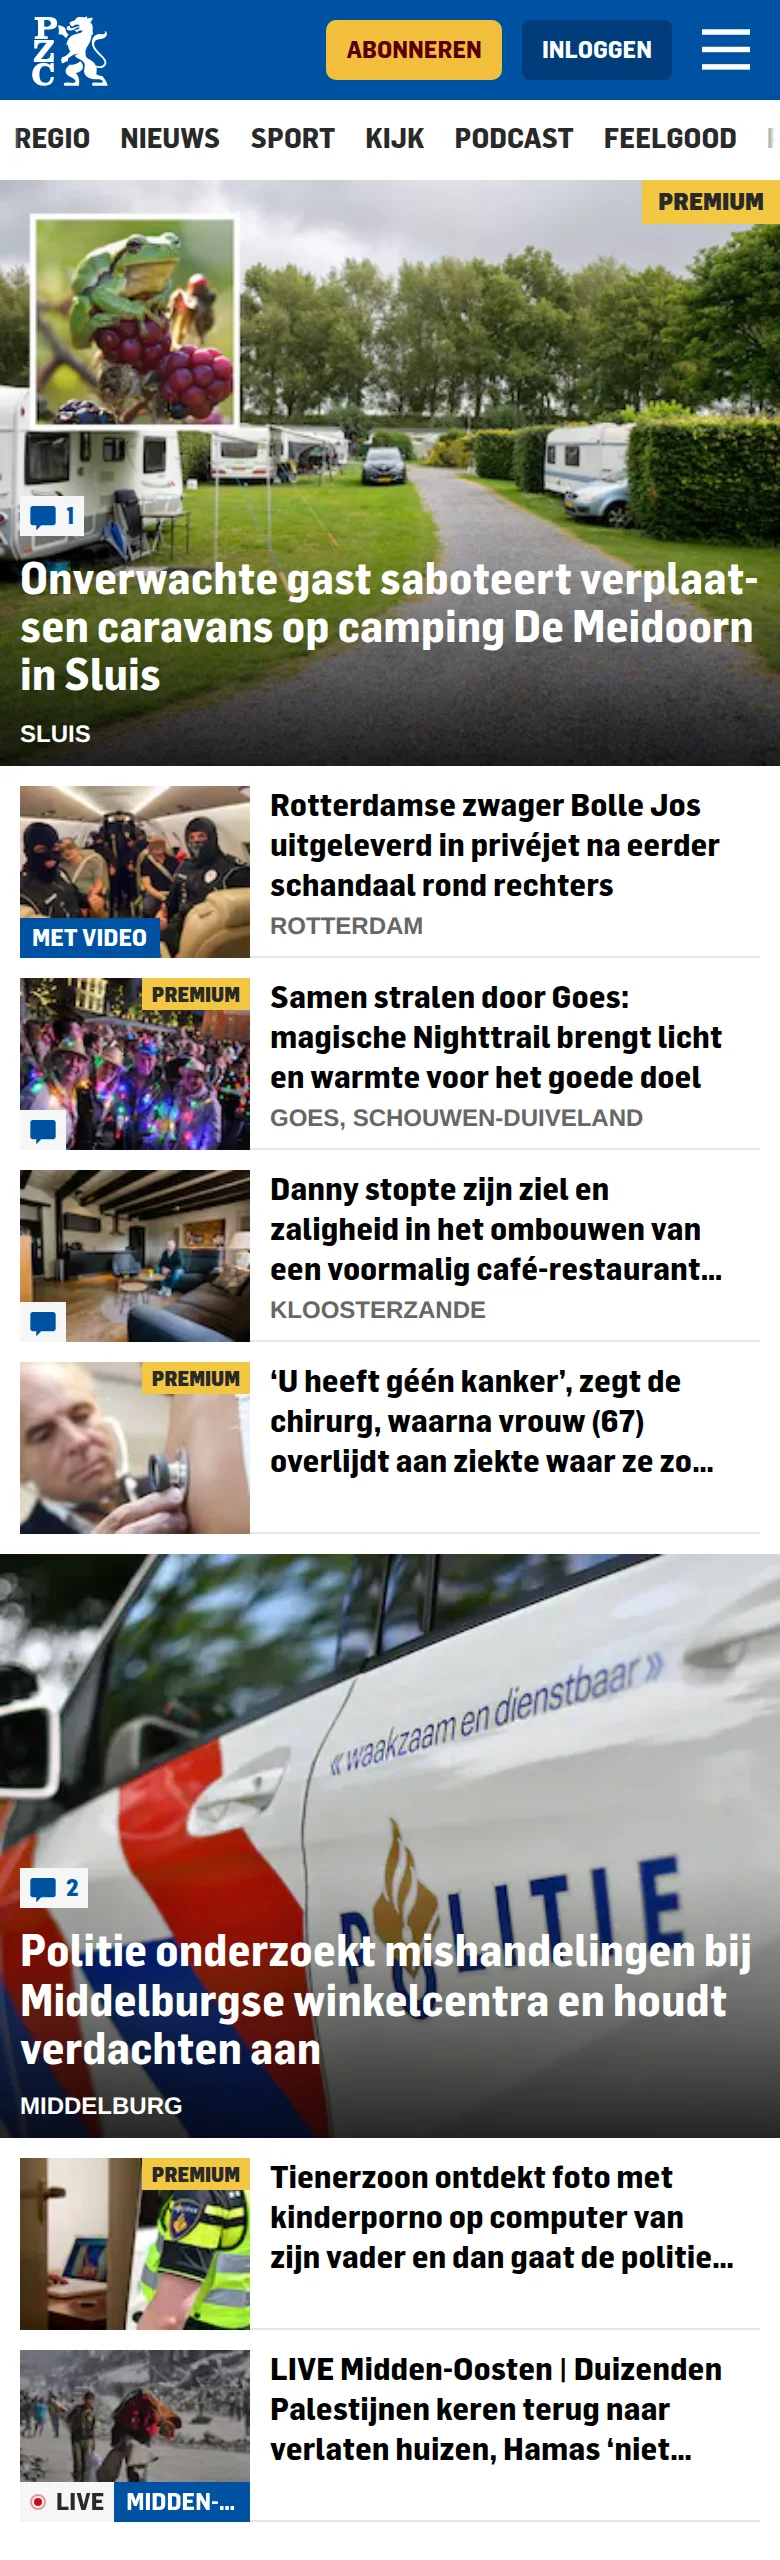 PZC
ABONNEREN
INLOGGEN
REGIO NIEUWS SPORT KIJK PODCAST FEELGOOD
PREMIUM
1
Onverwachte gast saboteert verplaat-
sen caravans op camping De Meidoorn
in Sluis
SLUIS
MET VIDEO
Rotterdamse zwager Bolle Jos
uitgeleverd in privéjet na eerder
schandaal rond rechters
ROTTERDAM
PREMIUM
Samen stralen door Goes:
magische Nighttrail brengt licht
en warmte voor het goede doel
GOES, SCHOUWEN-DUIVELAND
Danny stopte zijn ziel en
zaligheid in het ombouwen van
een voormalig café-restaurant...
KLOOSTERZANDE
PREMIUM
‘U heeft géén kanker’, zegt de
chirurg, waarna vrouw (67)
overlijdt aan ziekte waar ze zo...
«waakzaam en dienstbaar»
POLITIE
2
Politie onderzoekt mishandelingen bij
Middelburgse winkelcentra en houdt
verdachten aan
MIDDELBURG
PREMIUM
Tienerzoon ontdekt foto met
kinderporno op computer van
zijn vader en dan gaat de politie...
LIVE MIDDEN-...
LIVE Midden-Oosten | Duizenden
Palestijnen keren terug naar
verlaten huizen, Hamas ‘niet...